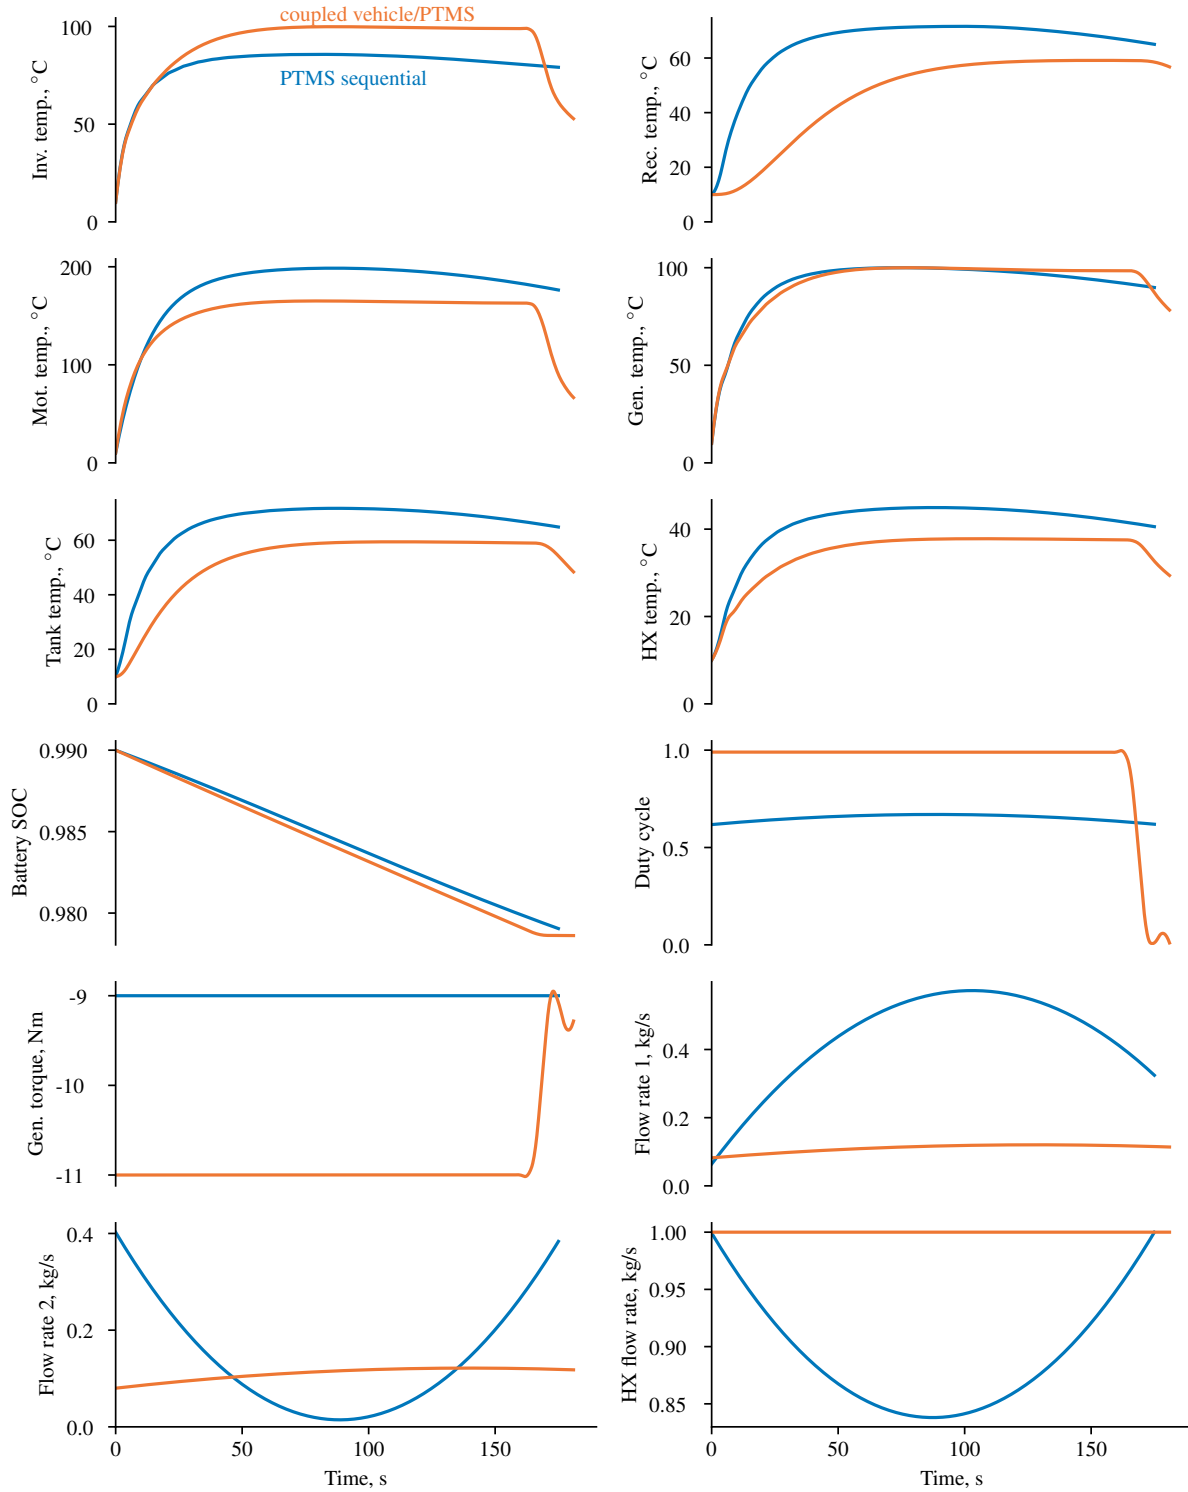 coupled vehicle/PTMS
PTMS sequential
Inv. temp., °C
100
50
0
Rec. temp., °C
60
40
20
0
Mot. temp., °C
200
100
0
Gen. temp., °C
100
50
0
Tank temp., °C
60
40
20
0
HX temp., °C
40
20
0
Battery SOC
0.990
0.985
0.980
Duty cycle
1.0
0.5
0.0
Gen. torque, Nm
-9
-10
-11
Flow rate 1, kg/s
0.4
0.2
0.0
Flow rate 2, kg/s
0.4
0.2
0.0
0 50 100 150
Time, s
HX flow rate, kg/s
1.00
0.95
0.90
0.85
0 50 100 150
Time, s